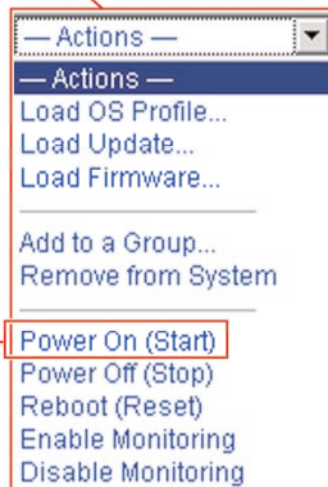 — Actions —
— Actions —
Load OS Profile...
Load Update...
Load Firmware...
Add to a Group...
Remove from System
Power On (Start)
Power Off (Stop)
Reboot (Reset)
Enable Monitoring
Disable Monitoring